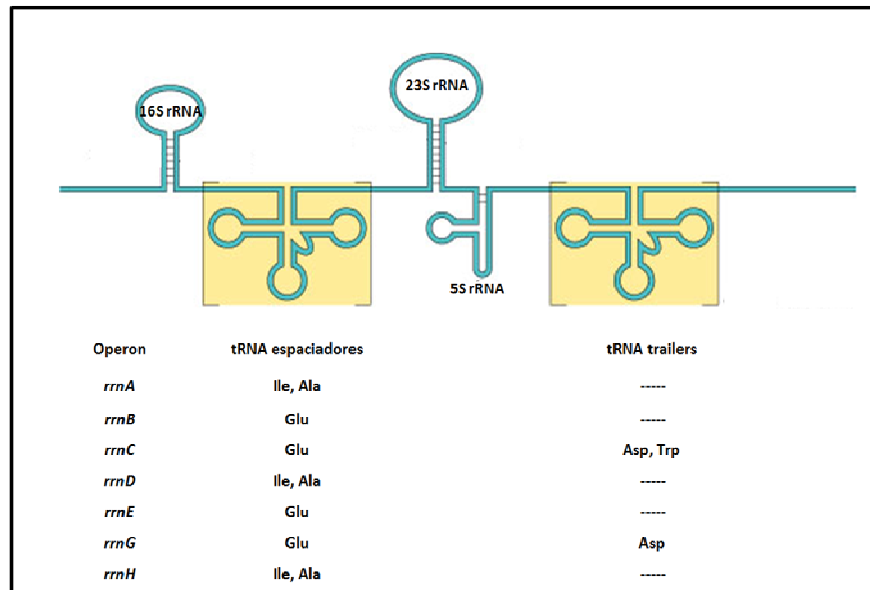 16S rRNA
23S rRNA
5S rRNA
Operon tRNA espaciadores tRNA trailers
rrnA Ile, Ala -----
rrnB Glu -----
rrnC Glu Asp, Trp
rrnD Ile, Ala -----
rrnE Glu -----
rrnG Glu Asp
rrnH Ile, Ala -----